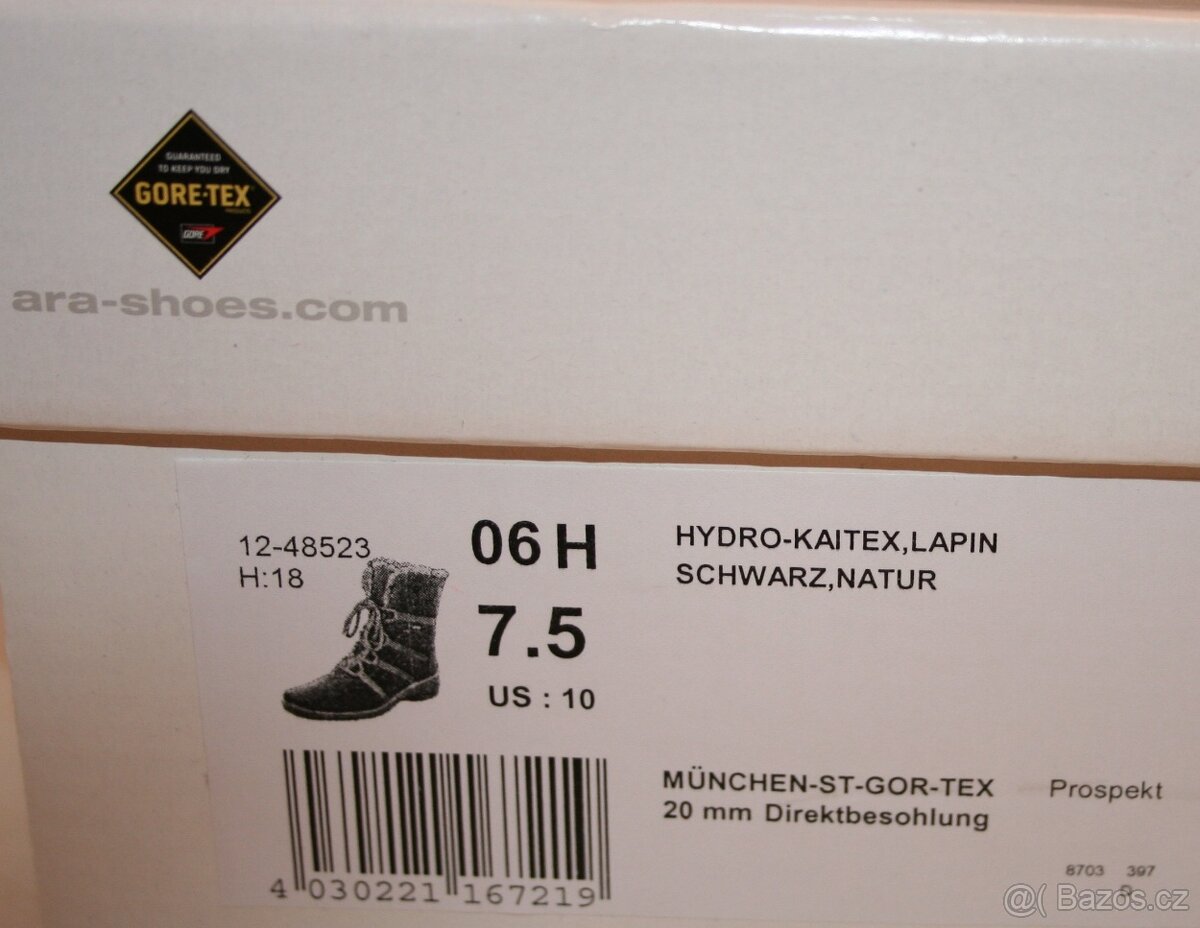 GUARANTEED
TO KEEP YOU DRY
GORE-TEX
PRODUCTS
GORE
ara-shoes.com
12-48523
H:18
06 H
7.5
US : 10
HYDRO-KAITEX,LAPIN
SCHWARZ,NATUR
MÜNCHEN-ST-GOR-TEX
20 mm Direktbesohlung
Prospekt
8703 397
4 030221 167219
Bazos.cz